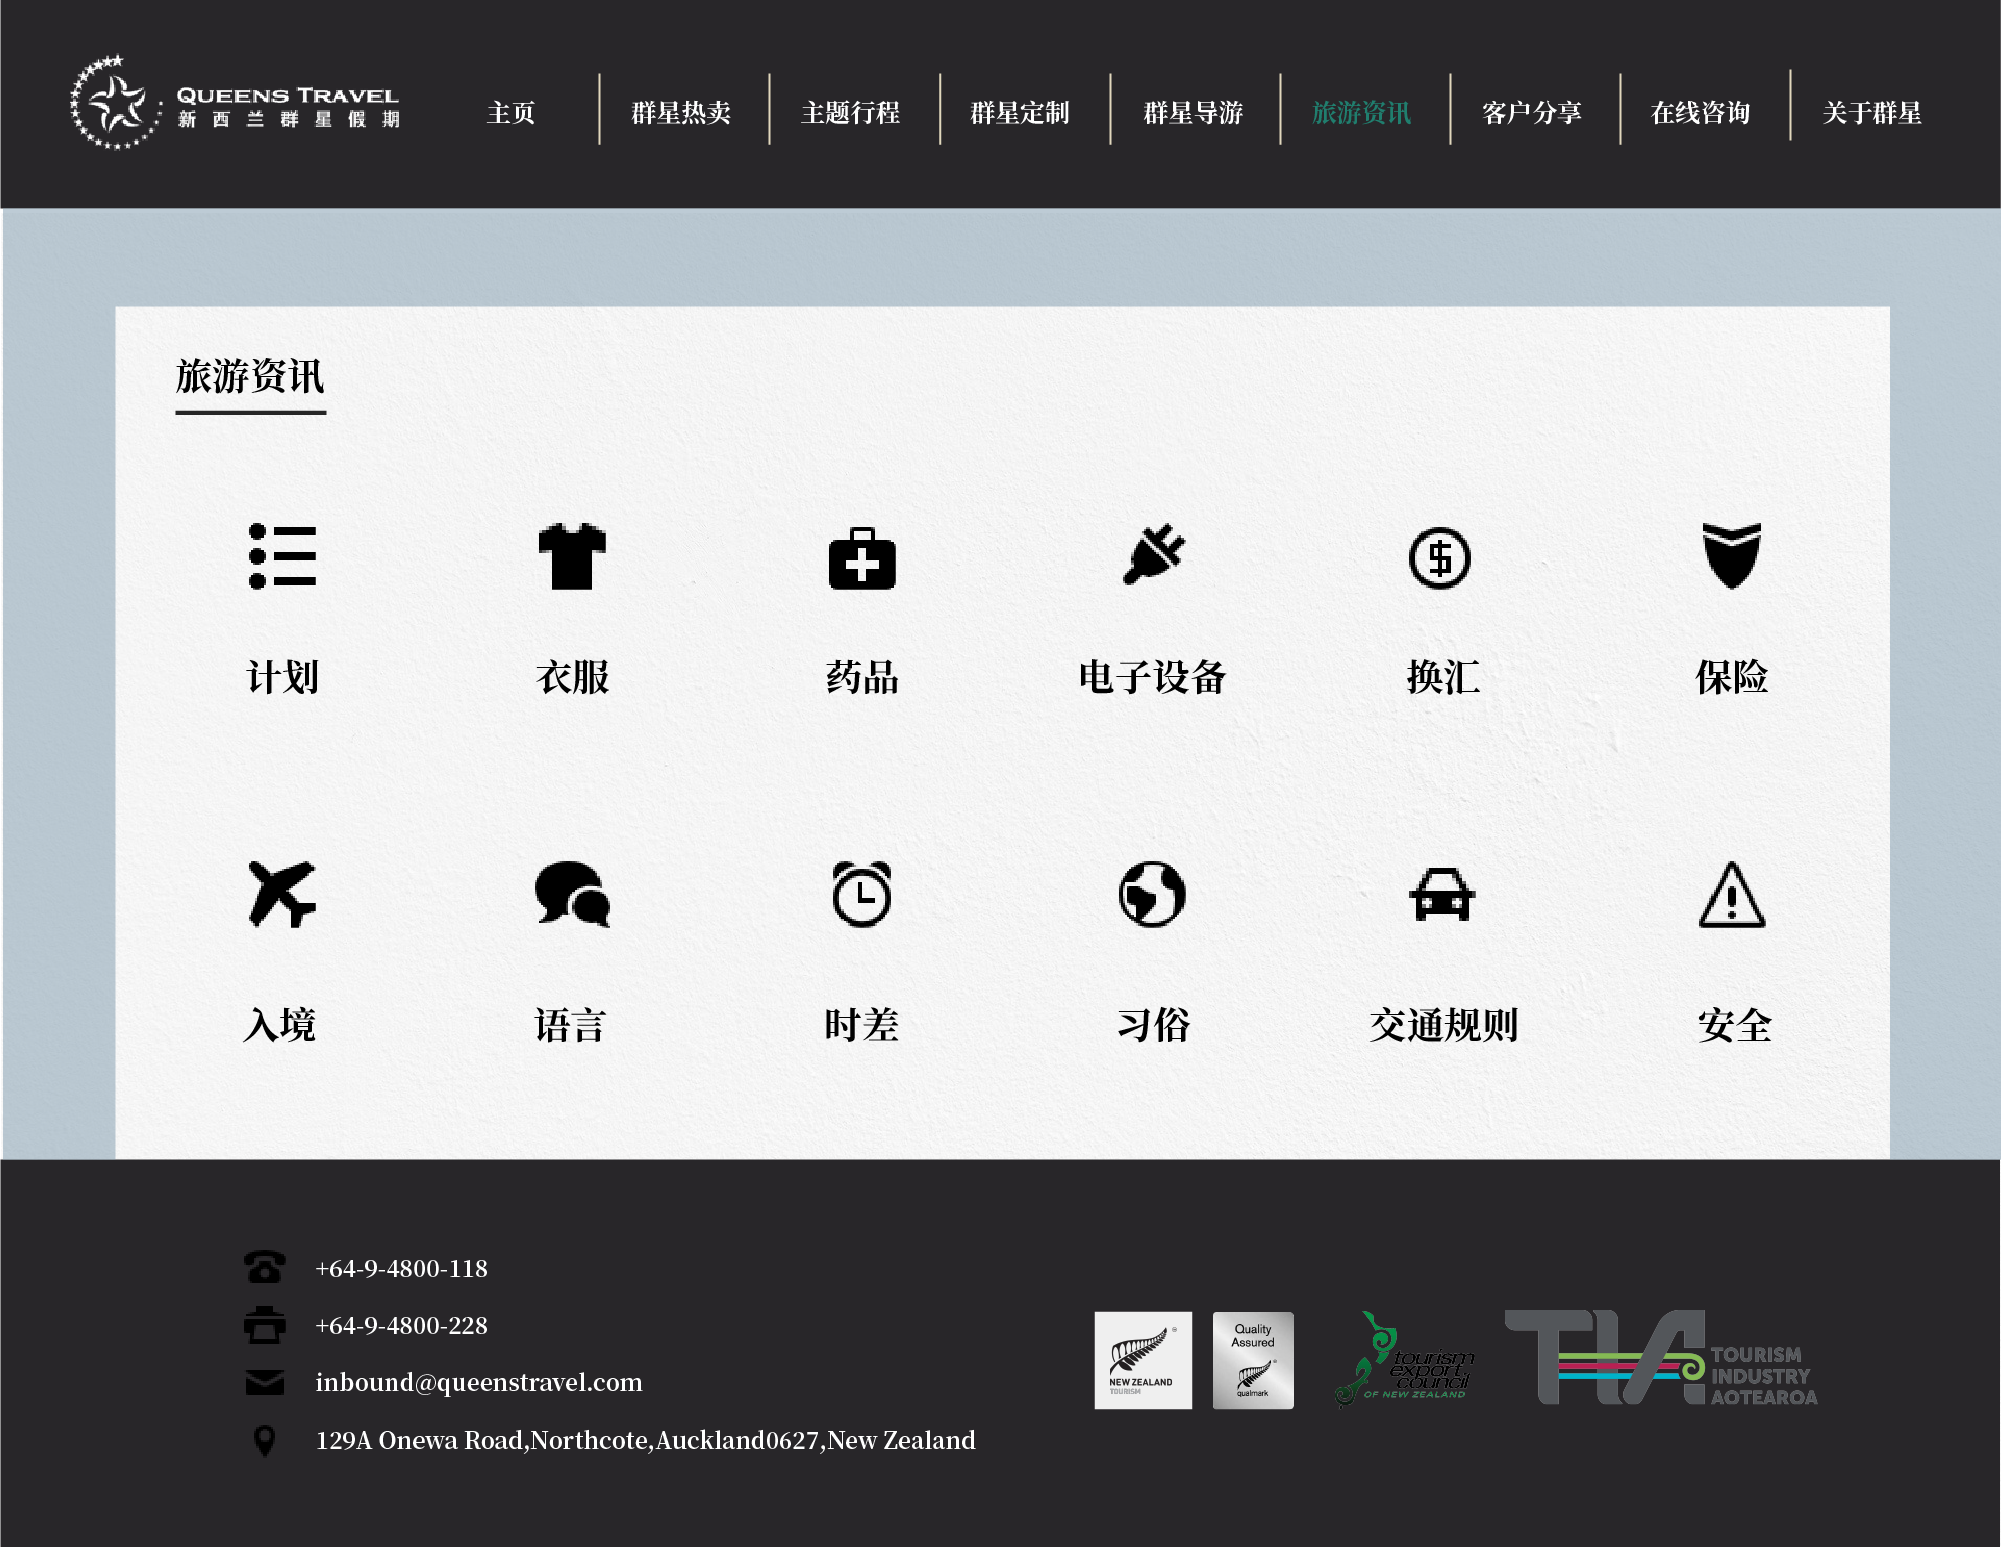 QUEENS TRAVEL
新西兰群星假期
主页
群星热卖
主题行程
群星定制
群星导游
旅游资讯
客户分享
在线咨询
关于群星
旅游资讯
计划
衣服
药品
电子设备
换汇
保险
入境
语言
时差
习俗
交通规则
安全
+64-9-4800-118
+64-9-4800-228
inbound@queenstravel.com
129A Onewa Road,Northcote,Auckland0627,New Zealand
NEW ZEALAND
TOURISM
Quality
Assured
qualmark
tourism
export
council
OF NEW ZEALAND
TIA
TOURISM
INDUSTRY
AOTEAROA